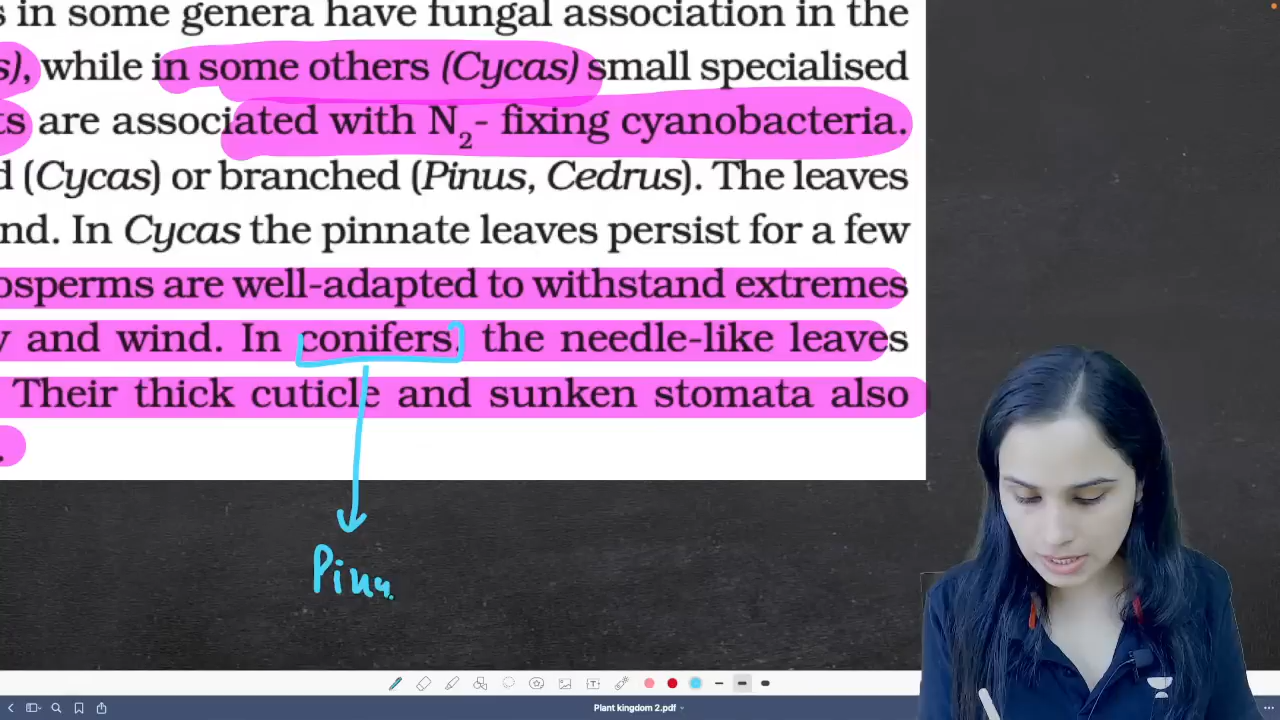 s in some genera have fungal association in the
s), while in some others (Cycas) small specialised
ts are associated with N2- fixing cyanobacteria.
d (Cycas) or branched (Pinus, Cedrus). The leaves
nd. In Cycas the pinnate leaves persist for a few
osperms are well-adapted to withstand extremes
y and wind. In conifers, the needle-like leaves
Their thick cuticle and sunken stomata also
.
Pinu
Plant kingdom 2.pdf